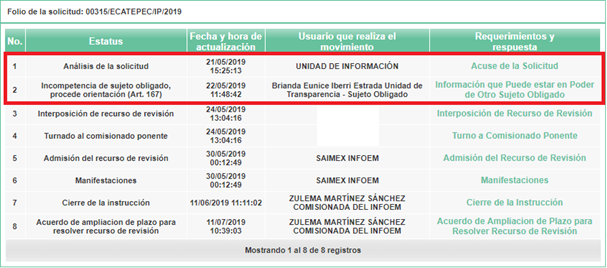 Folio de la solicitud: 00315/ECATEPEC/IP/2019
No. Estatus Fecha y hora de actualización Usuario que realiza el movimiento Requerimientos y respuesta
1 Análisis de la solicitud 21/05/2019 15:25:13 UNIDAD DE INFORMACIÓN Acuse de la Solicitud
2 Incompetencia de sujeto obligado, procede orientación (Art. 167) 22/05/2019 11:48:42 Brianda Eunice Iberri Estrada Unidad de Transparencia - Sujeto Obligado Información que Puede estar en Poder de Otro Sujeto Obligado
3 Interposición de recurso de revisión 24/05/2019 13:04:16 Interposición de Recurso de Revisión
4 Turnado al comisionado ponente 24/05/2019 13:04:16 Turno a Comisionado Ponente
5 Admisión del recurso de revisión 30/05/2019 00:12:49 SAIMEX INFOEM Admisión del Recurso de Revisión
6 Manifestaciones 30/05/2019 00:12:49 SAIMEX INFOEM Manifestaciones
7 Cierre de la instrucción 11/06/2019 11:11:02 ZULEMA MARTÍNEZ SÁNCHEZ COMISIONADA DEL INFOEM Cierre de la instrucción
8 Acuerdo de ampliacion de plazo para resolver recurso de revisión 11/07/2019 10:39:03 ZULEMA MARTÍNEZ SÁNCHEZ COMISIONADA DEL INFOEM Acuerdo de Ampliacion de Plazo para Resolver Recurso de Revisión
Mostrando 1 al 8 de 8 registros